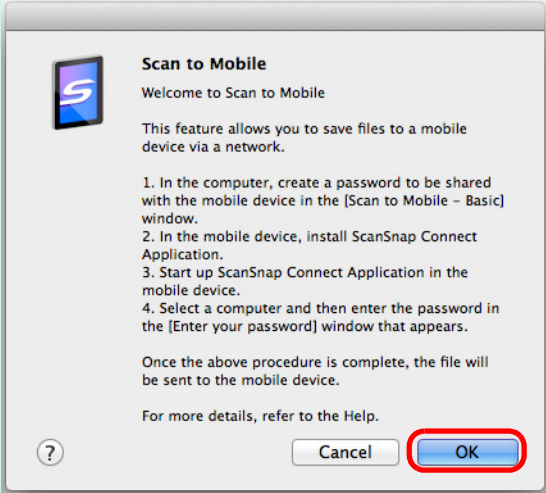 Scan to Mobile
Welcome to Scan to Mobile
This feature allows you to save files to a mobile
device via a network.
1. In the computer, create a password to be shared
with the mobile device in the [Scan to Mobile – Basic]
window.
2. In the mobile device, install ScanSnap Connect
Application.
3. Start up ScanSnap Connect Application in the
mobile device.
4. Select a computer and then enter the password in
the [Enter your password] window that appears.
Once the above procedure is complete, the file will
be sent to the mobile device.
For more details, refer to the Help.
? Cancel OK